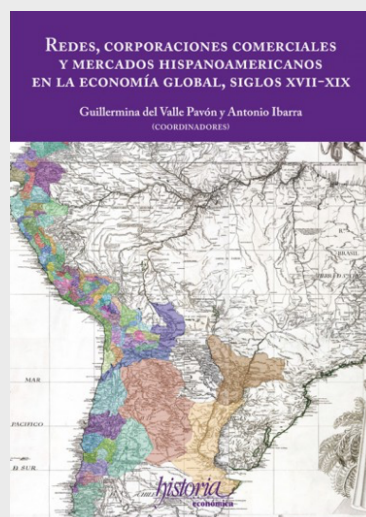 REDES, CORPORACIONES COMERCIALES
Y MERCADOS HISPANOAMERICANOS
EN LA ECONOMÍA GLOBAL, SIGLOS XVII-XIX
Guillermina del Valle Pavón y Antonio Ibarra
(COORDINADORES)
BRASIL
MAR
PACIFICO
historia
económica